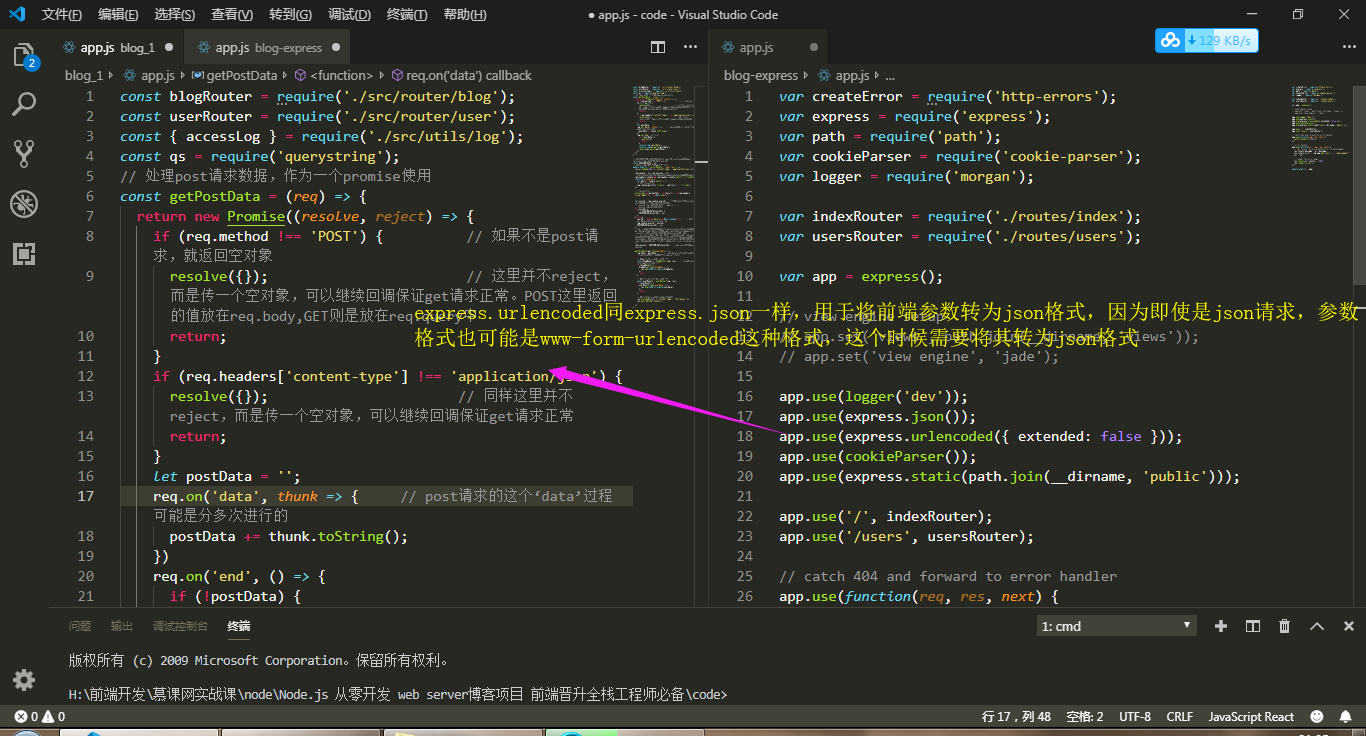 文件(F) 编辑(E) 选择(S) 查看(V) 转到(G) 调试(D) 终端(T) 帮助(H) ● app.js - code - Visual Studio Code
app.js blog_1 ● app.js blog-express ●
app.js ●
129 KB/s
2
blog_1 app.js getPostData <function> req.on('data') callback
1 const blogRouter = require('./src/router/blog');
2 const userRouter = require('./src/router/user');
3 const { accessLog } = require('./src/utils/log');
4 const qs = require('querystring');
5 // 处理post请求数据，作为一个promise使用
6 const getPostData = (req) => {
7 return new Promise((resolve, reject) => {
8 if (req.method !== 'POST') { // 如果不是post请
求，就返回空对象
9 resolve({}); // 这里并不reject，
而是传一个空对象，可以继续回调保证get请求正常。POST这里返回
的值放在req.body,GET则是放在req.query中
10 return;
11 }
12 if (req.headers['content-type'] !== 'application/json') {
13 resolve({}); // 同样这里并不
reject，而是传一个空对象，可以继续回调保证get请求正常
14 return;
15 }
16 let postData = '';
17 req.on('data', thunk => { // post请求的这个‘data’过程
可能是分多次进行的
18 postData += thunk.toString();
19 })
20 req.on('end', () => {
21 if (!postData) {
blog-express app.js ...
1 var createError = require('http-errors');
2 var express = require('express');
3 var path = require('path');
4 var cookieParser = require('cookie-parser');
5 var logger = require('morgan');
6
7 var indexRouter = require('./routes/index');
8 var usersRouter = require('./routes/users');
9
10 var app = express();
11
12 // view engine setup
13 // app.set('views', path.join(__dirname, 'views'));
14 // app.set('view engine', 'jade');
15
16 app.use(logger('dev'));
17 app.use(express.json());
18 app.use(express.urlencoded({ extended: false }));
19 app.use(cookieParser());
20 app.use(express.static(path.join(__dirname, 'public')));
21
22 app.use('/', indexRouter);
23 app.use('/users', usersRouter);
24
25 // catch 404 and forward to error handler
26 app.use(function(req, res, next) {
express.urlencoded同express.json一样，用于将前端参数转为json格式，因为即使是json请求，参数
格式也可能是www-form-urlencoded这种格式，这个时候需要将其转为json格式
问题 输出 调试控制台 终端 1: cmd
版权所有 (c) 2009 Microsoft Corporation。保留所有权利。
H:\前端开发\慕课网实战课\node\Node.js 从零开发 web server博客项目 前端晋升全栈工程师必备\code>
0 0 行 17，列 48 空格: 2 UTF-8 CRLF JavaScript React